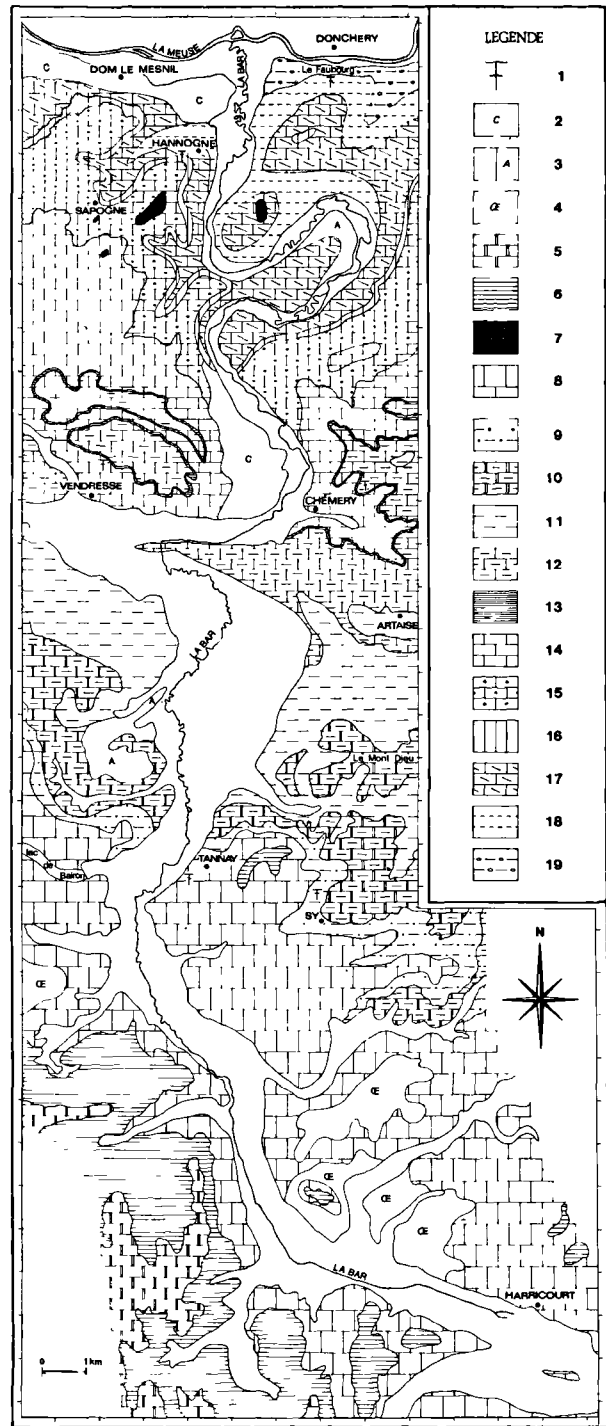 LA MEUSE
DONCHERY
C
DOM LE MESNIL
LA BAR
Le Faubourg
C
HANNOGNE
SAPOGNE
A
C
VENDRESSE
CHEMERY
ARTAISE
LA BAR
A
A
Le Mont Dieu
lac de Bairon
TANNAY
SY
Œ
Œ
Œ
Œ
Œ
LA BAR
HARRICOURT
0 1km
N
LEGENDE
1
C 2
A 3
Œ 4
5
6
7
8
9
10
11
12
13
14
15
16
17
18
19